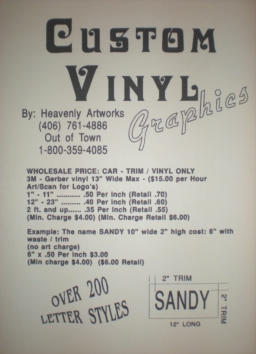 CUSTOM
VINYL
Graphics
By: Heavenly Artworks
(406) 761-4886
Out of Town
1-800-359-4085
WHOLESALE PRICE: CAR - TRIM / VINYL ONLY
3M - Gerber vinyl 13" Wide Max - ($15.00 per Hour
Art/Scan for Logo's)
1" - 11" ........... .50 Per inch (Retail .70)
12" - 23" ......... .40 Per inch (Retail .60)
2 ft. and up...... .35 Per inch (Retail .55)
(Min. Charge $4.00) (Min. Charge Retail $6.00)
Example: The name SANDY 10" wide 2" high cost: 6" with
waste / trim
(no art charge)
6" x .50 Per inch $3.00
(Min charge $4.00) ($6.00 Retail)
OVER 200
LETTER STYLES
2" TRIM
SANDY
2" TRIM
12" LONG